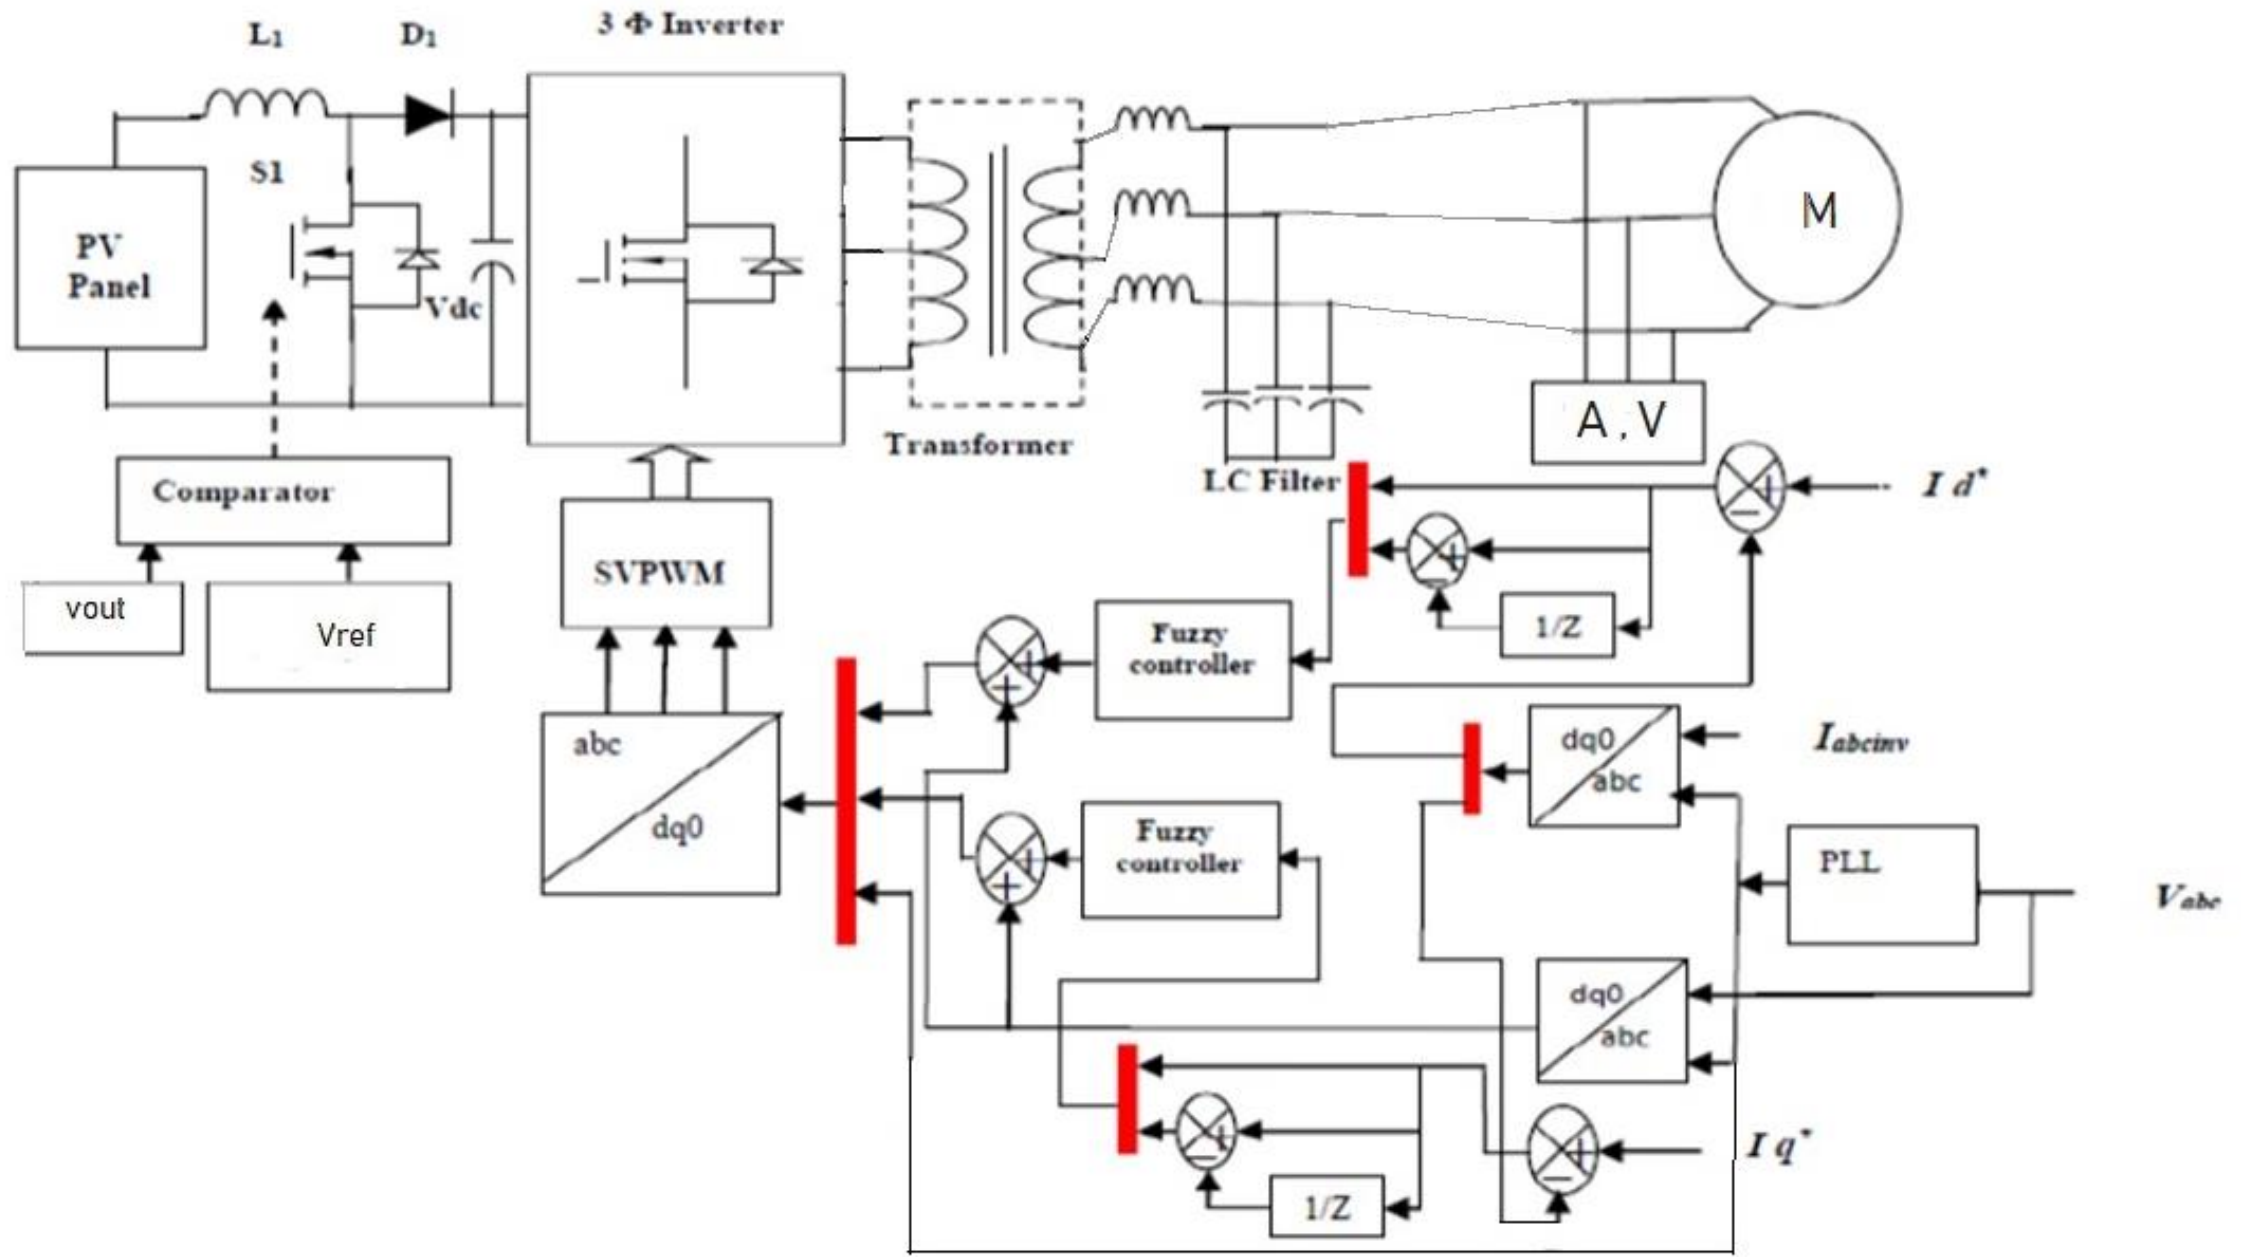 3 Φ Inverter
L1
D1
S1
PV
Panel
Vdc
M
A , V
Transformer
LC Filter
Comparator
vout
Vref
SVPWM
I d*
+
−
+
−
1/Z
Fuzzy
controller
+
+
abc
dq0
dq0
abc
Iabcinv
Fuzzy
controller
+
+
PLL
Vabc
dq0
abc
+
−
1/Z
+
−
I q*